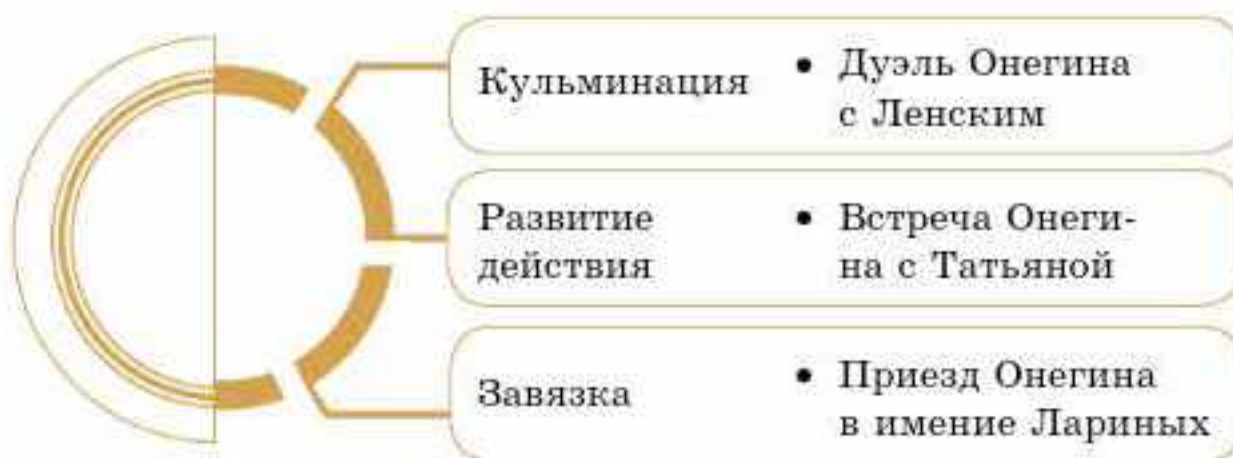 Кульминация
• Дуэль Онегина
с Ленским
Развитие
действия
• Встреча Онеги-
на с Татьяной
Завязка
• Приезд Онегина
в имение Лариных